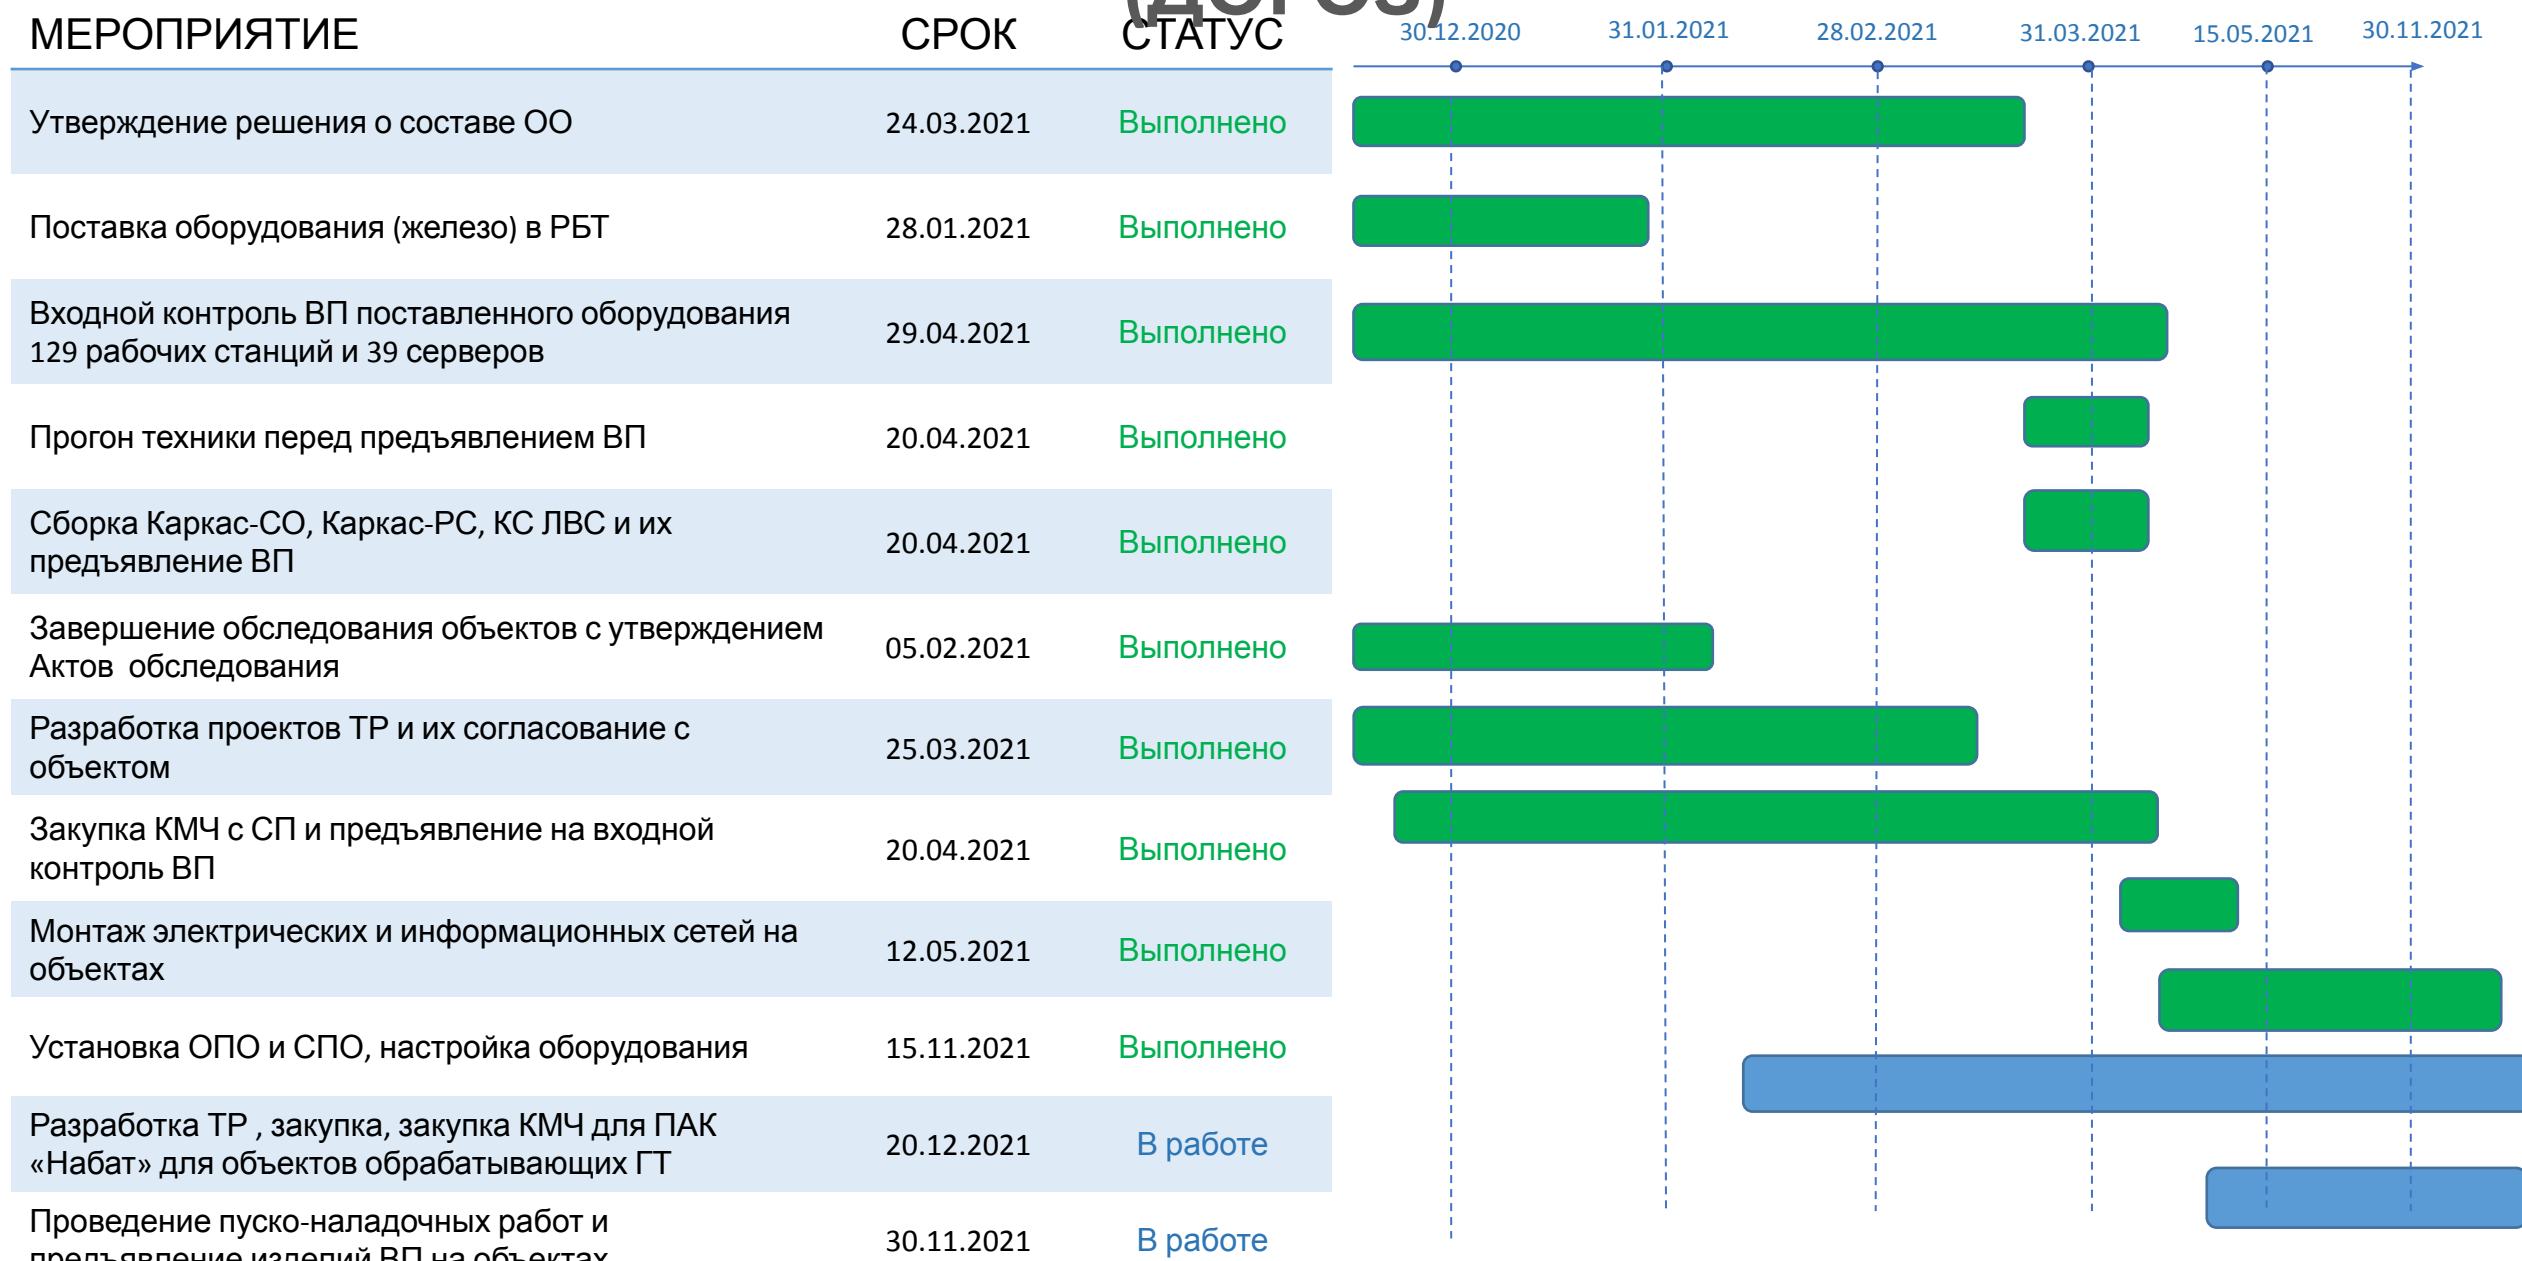 МЕРОПРИЯТИЕ СРОК СТАТУС 30.12.2020 31.01.2021 28.02.2021 31.03.2021 15.05.2021 30.11.2021
Утверждение решения о составе ОО 24.03.2021 Выполнено
Поставка оборудования (железо) в РБТ 28.01.2021 Выполнено
Входной контроль ВП поставленного оборудования
129 рабочих станций и 39 серверов 29.04.2021 Выполнено
Прогон техники перед предъявлением ВП 20.04.2021 Выполнено
Сборка Каркас-СО, Каркас-РС, КС ЛВС и их
предъявление ВП 20.04.2021 Выполнено
Завершение обследования объектов с утверждением
Актов обследования 05.02.2021 Выполнено
Разработка проектов ТР и их согласование с
объектом 25.03.2021 Выполнено
Закупка КМЧ с СП и предъявление на входной
контроль ВП 20.04.2021 Выполнено
Монтаж электрических и информационных сетей на
объектах 12.05.2021 Выполнено
Установка ОПО и СПО, настройка оборудования 15.11.2021 Выполнено
Разработка ТР , закупка, закупка КМЧ для ПАК
«Набат» для объектов обрабатывающих ГТ 20.12.2021 В работе
Проведение пуско-наладочных работ и
предъявление изделий ВП на объектах 30.11.2021 В работе